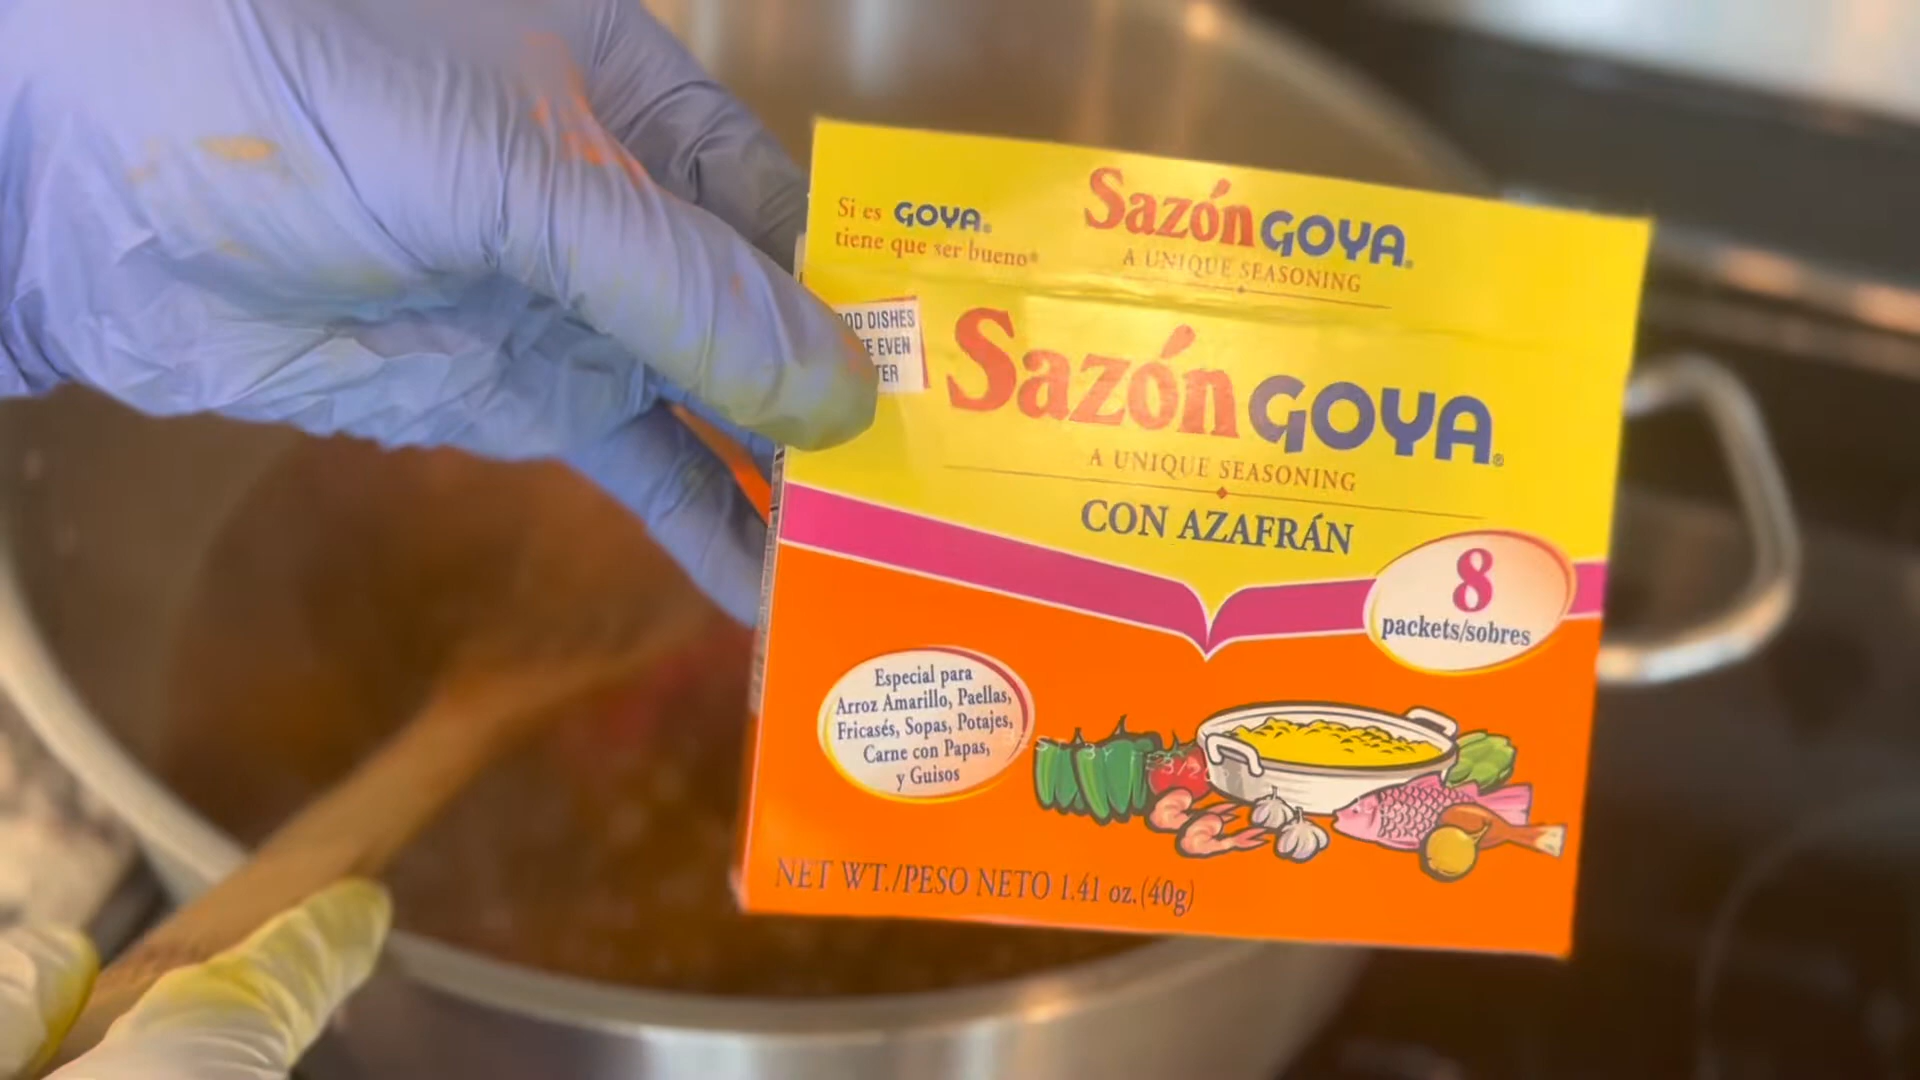 Si es GOYA®
tiene que ser bueno®
Sazón GOYA®
A UNIQUE SEASONING
DISHES
EVEN
Sazón GOYA®
A UNIQUE SEASONING
CON AZAFRÁN
8
packets/sobres
Especial para
Arroz Amarillo, Paellas,
Fricasés, Sopas, Potajes,
Carne con Papas,
y Guisos
NET WT./PESO NETO 1.41 oz. (40g)